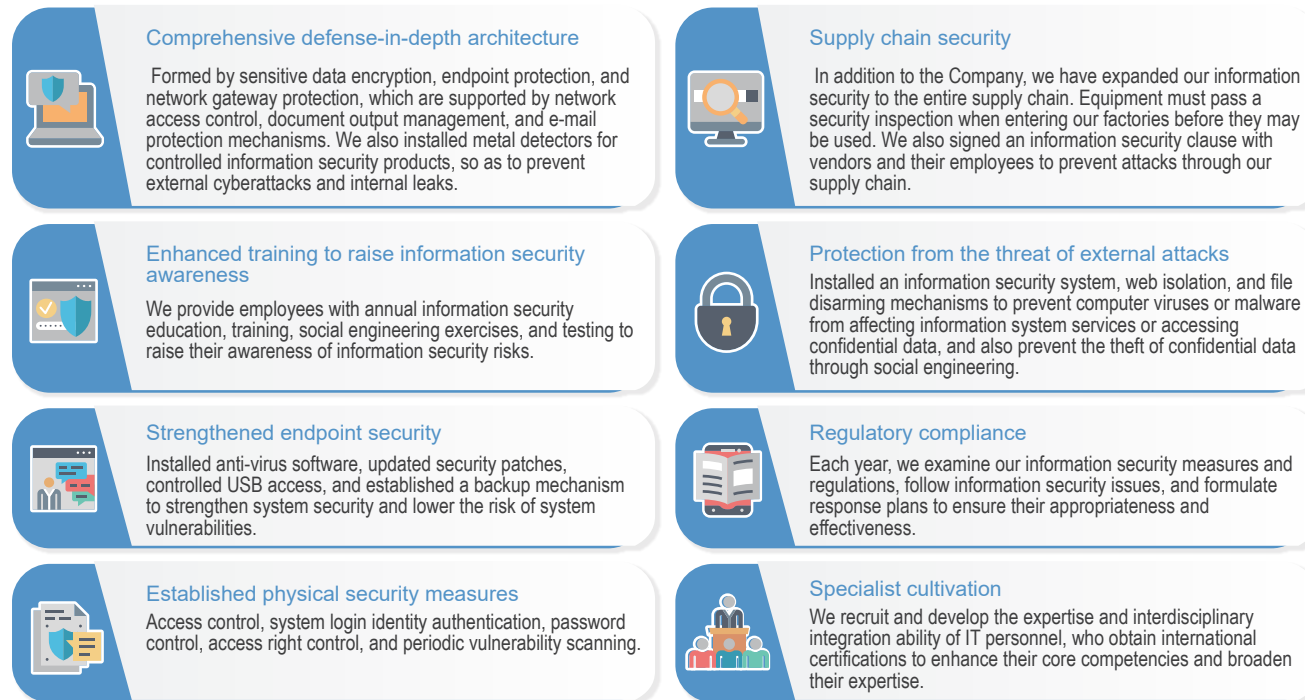 Comprehensive defense-in-depth architecture
Formed by sensitive data encryption, endpoint protection, and
network gateway protection, which are supported by network
access control, document output management, and e-mail
protection mechanisms. We also installed metal detectors for
controlled information security products, so as to prevent
external cyberattacks and internal leaks.
Supply chain security
In addition to the Company, we have expanded our information
security to the entire supply chain. Equipment must pass a
security inspection when entering our factories before they may
be used. We also signed an information security clause with
vendors and their employees to prevent attacks through our
supply chain.
Enhanced training to raise information security
awareness
We provide employees with annual information security
education, training, social engineering exercises, and testing to
raise their awareness of information security risks.
Protection from the threat of external attacks
Installed an information security system, web isolation, and file
disarming mechanisms to prevent computer viruses or malware
from affecting information system services or accessing
confidential data, and also prevent the theft of confidential data
through social engineering.
Strengthened endpoint security
Installed anti-virus software, updated security patches,
controlled USB access, and established a backup mechanism
to strengthen system security and lower the risk of system
vulnerabilities.
Regulatory compliance
Each year, we examine our information security measures and
regulations, follow information security issues, and formulate
response plans to ensure their appropriateness and
effectiveness.
Established physical security measures
Access control, system login identity authentication, password
control, access right control, and periodic vulnerability scanning.
Specialist cultivation
We recruit and develop the expertise and interdisciplinary
integration ability of IT personnel, who obtain international
certifications to enhance their core competencies and broaden
their expertise.